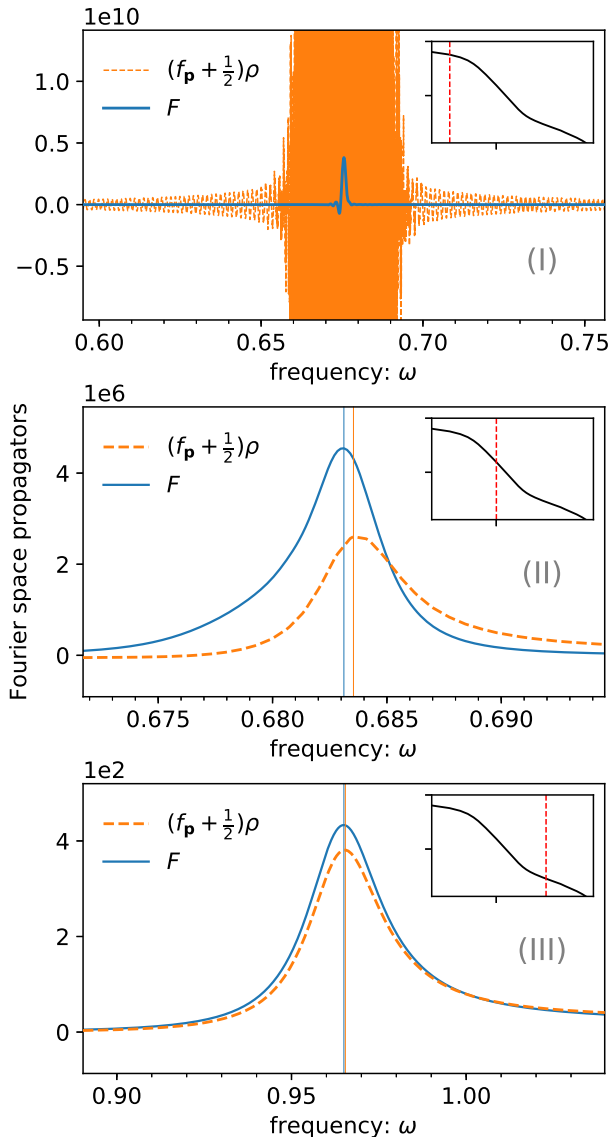 1e10
(f_p + 1/2)ρ
F
1.0
0.5
0.0
−0.5
(I)
0.60 0.65 0.70 0.75
frequency: ω
1e6
(f_p + 1/2)ρ
F
4
2
0
(II)
0.675 0.680 0.685 0.690
frequency: ω
Fourier space propagators
1e2
(f_p + 1/2)ρ
F
4
2
0
(III)
0.90 0.95 1.00
frequency: ω